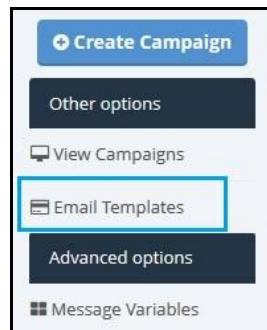 Create Campaign
Other options
View Campaigns
Email Templates
Advanced options
Message Variables